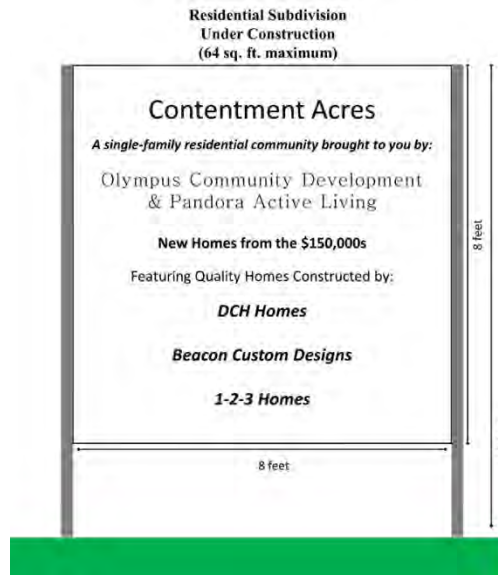 Residential Subdivision
Under Construction
(64 sq. ft. maximum)
Contentment Acres
A single-family residential community brought to you by:
Olympus Community Development
& Pandora Active Living
New Homes from the $150,000s
Featuring Quality Homes Constructed by:
DCH Homes
Beacon Custom Designs
1-2-3 Homes
8 feet
8 feet